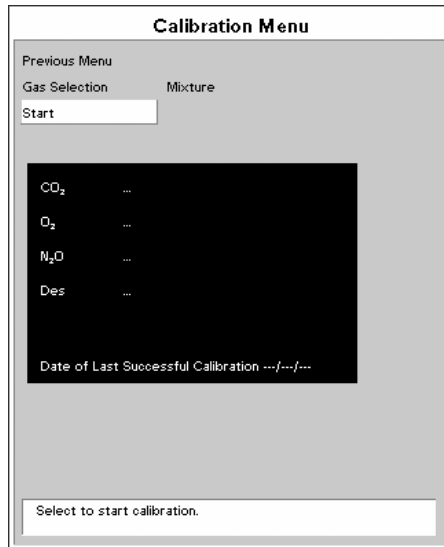 Calibration Menu
Previous Menu
Gas Selection Mixture
Start
CO₂ ...
O₂ ...
N₂O ...
Des ...
Date of Last Successful Calibration ---/---/---
Select to start calibration.